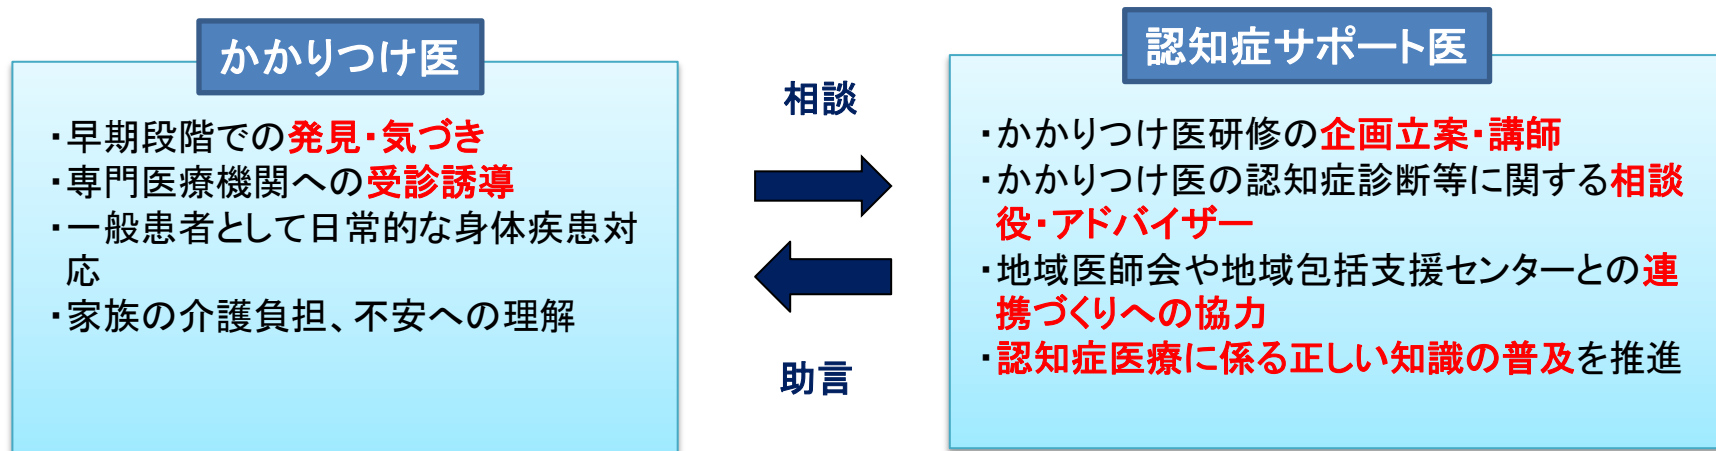 かかりつけ医
・早期段階での発見・気づき
・専門医療機関への受診誘導
・一般患者として日常的な身体疾患対
応
・家族の介護負担、不安への理解
相談
助言
認知症サポート医
・かかりつけ医研修の企画立案・講師
・かかりつけ医の認知症診断等に関する相談
役・アドバイザー
・地域医師会や地域包括支援センターとの連
携づくりへの協力
・認知症医療に係る正しい知識の普及を推進